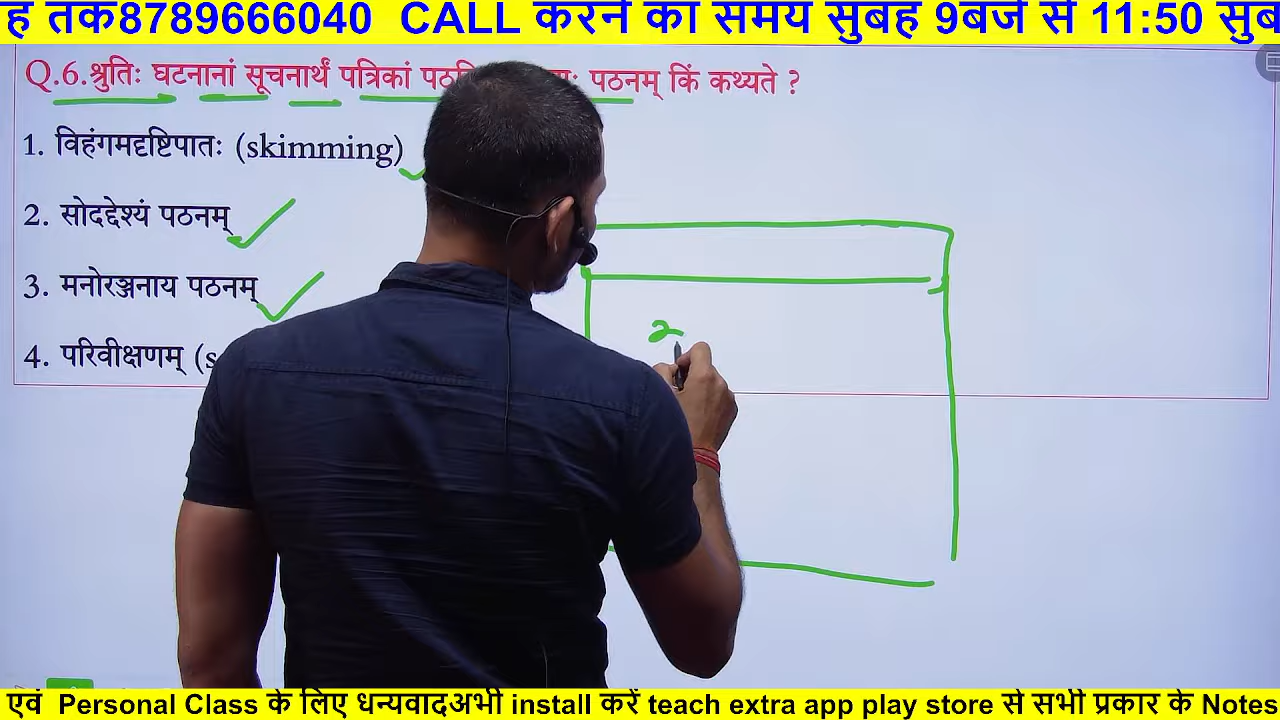 ह तक8789666040 CALL करने का समय सुबह 9बजे से 11:50 सुब
Q.6.श्रुतिः घटनानां सूचनार्थं पत्रिकां पठनम् किं कथ्यते ?
1. विहंगमदृष्टिपातः (skimming)
2. सोदद्देश्यं पठनम्
3. मनोरञ्जनाय पठनम्
4. परिवीक्षणम्
2
एवं Personal Class के लिए धन्यवादअभी install करें teach extra app play store से सभी प्रकार के Notes